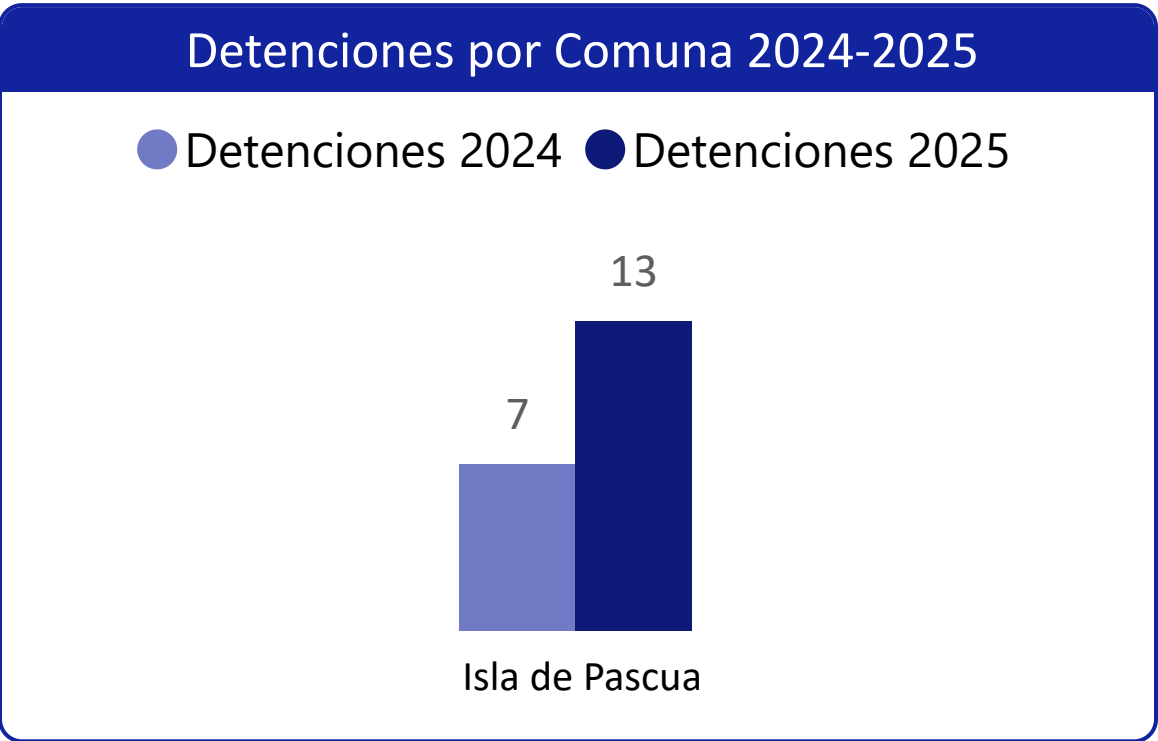 Detenciones por Comuna 2024-2025
Detenciones 2024 Detenciones 2025
13
7
Isla de Pascua